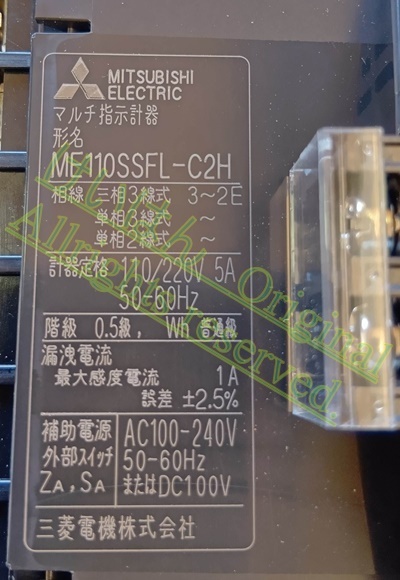 MITSUBISHI
ELECTRIC
マルチ指示計器
形名
ME110SSFL-C2H
相線 三相3線式 3~2E
単相3線式 ~
単相2線式 ~
計器定格 110/220V 5A
50-60Hz
階級 0.5級, Wh 普通級
漏洩電流
最大感度電流 1A
誤差 ±2.5%
補助電源 AC100-240V
外部スイッチ 50-60Hz
ZA,SA またはDC100V
三菱電機株式会社
Original
All rights reserved.